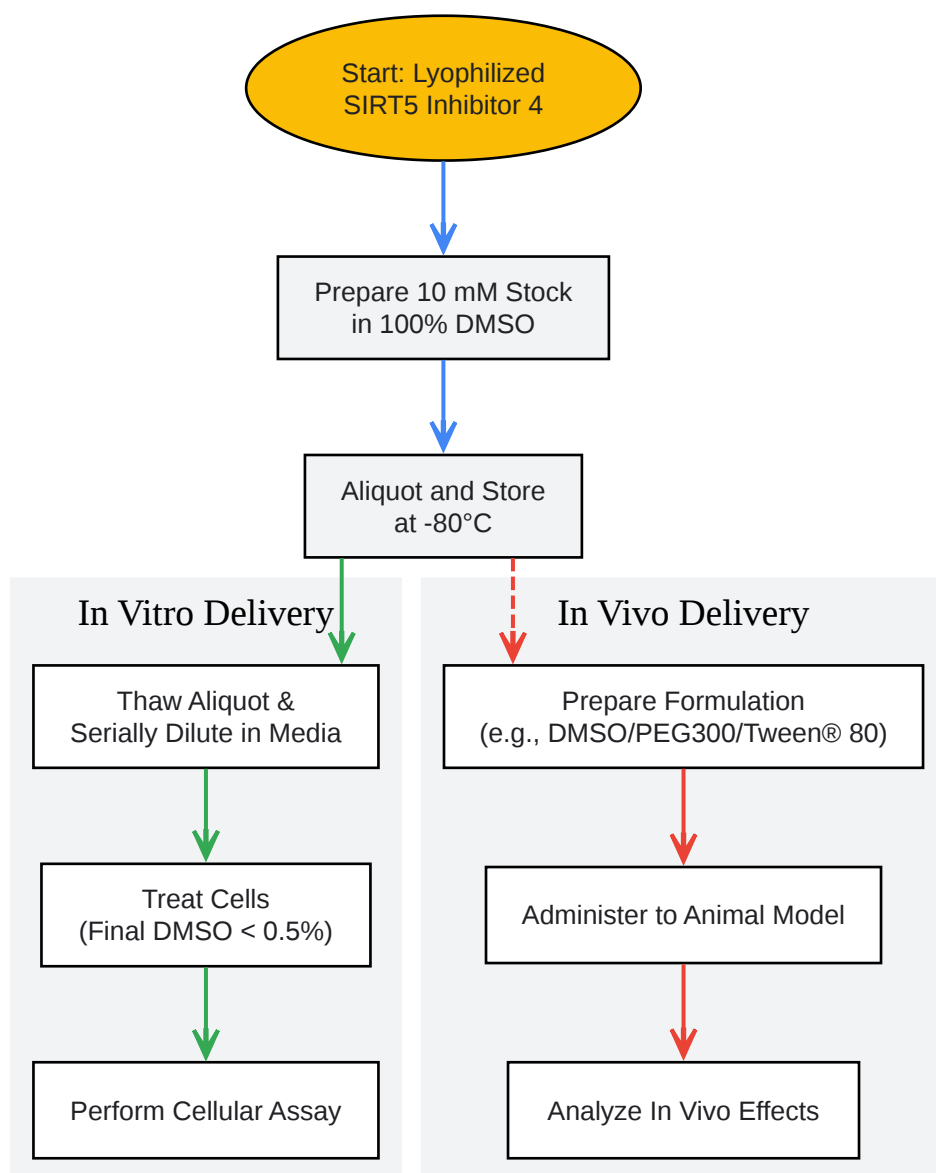 Start: Lyophilized
SIRT5 Inhibitor 4
Prepare 10 mM Stock
in 100% DMSO
Aliquot and Store
at -80°C
In Vitro Delivery
Thaw Aliquot &
Serially Dilute in Media
Treat Cells
(Final DMSO < 0.5%)
Perform Cellular Assay
In Vivo Delivery
Prepare Formulation
(e.g., DMSO/PEG300/Tween® 80)
Administer to Animal Model
Analyze In Vivo Effects